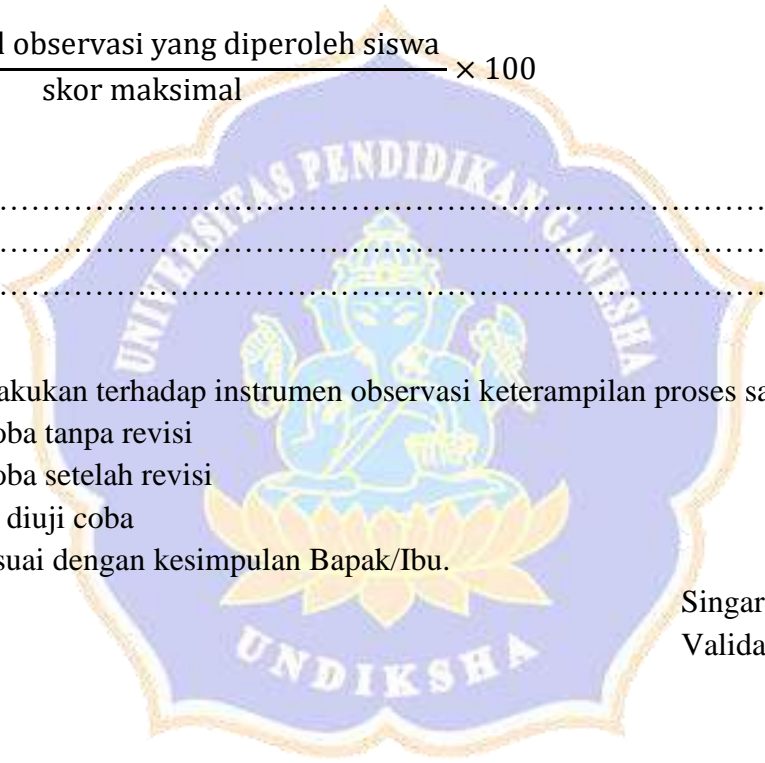 l observasi yang diperoleh siswa
skor maksimal
× 100
UNIVERSITAS PENDIDIKAN GANESHA
………………………………………………………………………
………………………………………………………………………
………………………………………………………………………
akukan terhadap instrumen observasi keterampilan proses sa
oba tanpa revisi
oba setelah revisi
diuji coba
suai dengan kesimpulan Bapak/Ibu.
Singar
Valida
UNDIKSHA